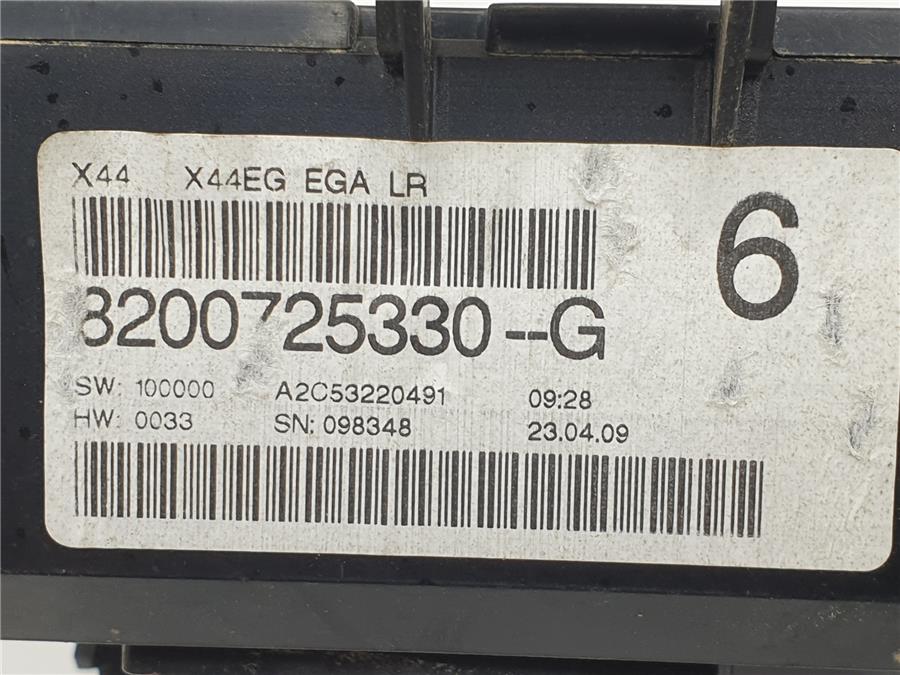 X44 X44EG EGA LR
6
8200725330--G
SW: 100000 A2C53220491 09:28
HW: 0033 SN: 098348 23.04.09